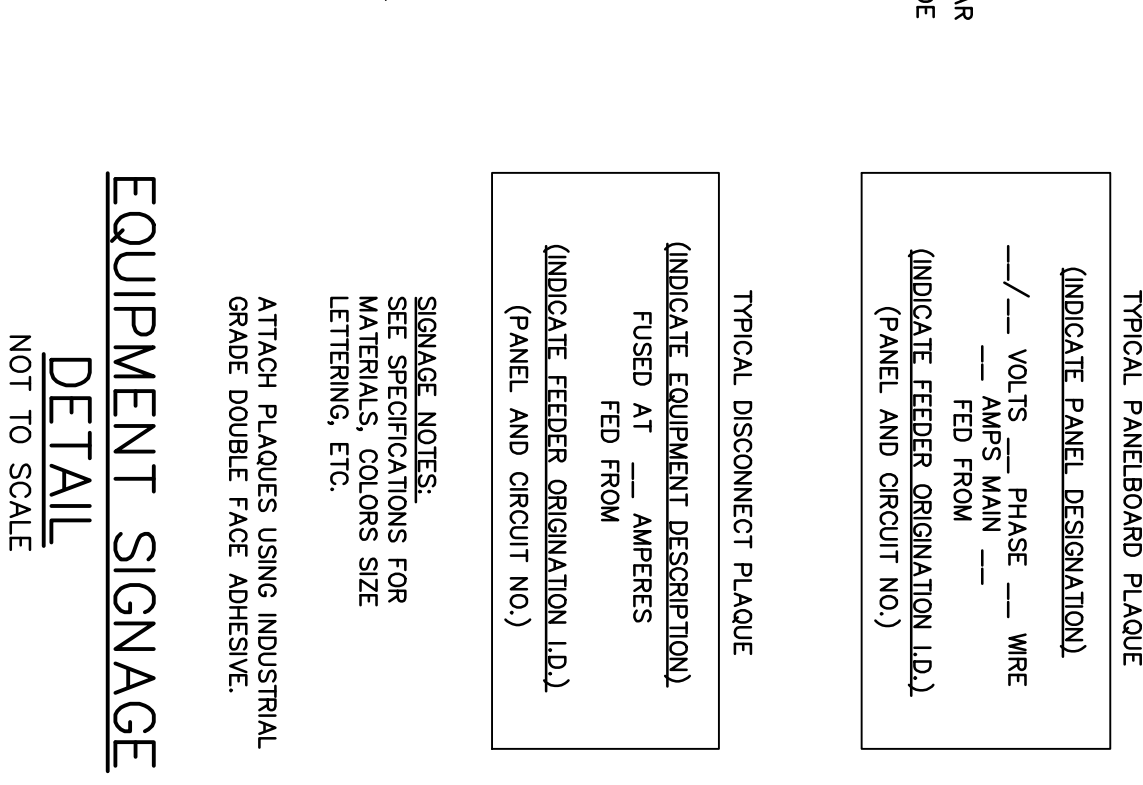 TYPICAL PANELBOARD PLAQUE
(INDICATE PANEL DESIGNATION)
__/__ VOLTS __ PHASE __ WIRE
__ AMPS MAIN __
FED FROM
(INDICATE FEEDER ORIGINATION I.D.)
(PANEL AND CIRCUIT NO.)
TYPICAL DISCONNECT PLAQUE
(INDICATE EQUIPMENT DESCRIPTION)
FUSED AT __ AMPERES
FED FROM
(INDICATE FEEDER ORIGINATION I.D.)
(PANEL AND CIRCUIT NO.)
SIGNAGE NOTES:
SEE SPECIFICATIONS FOR
MATERIALS, COLORS SIZE
LETTERING, ETC.
ATTACH PLAQUES USING INDUSTRIAL
GRADE DOUBLE FACE ADHESIVE.
EQUIPMENT SIGNAGE
DETAIL
NOT TO SCALE